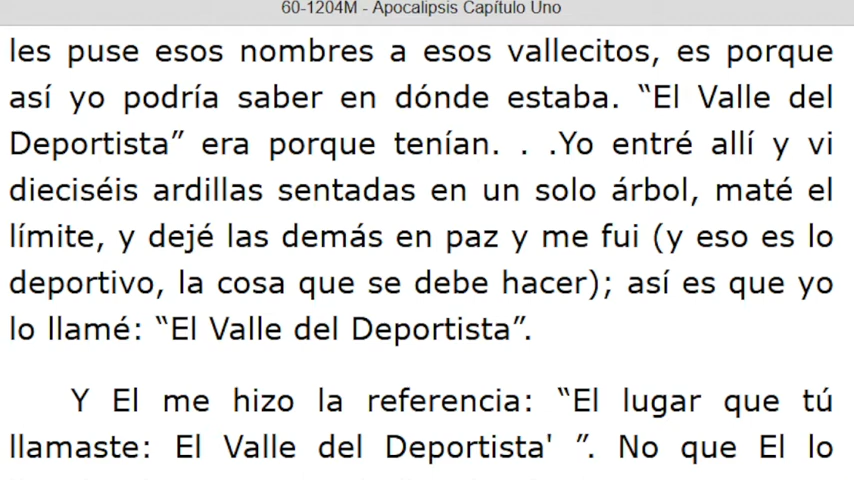 60-1204M - Apocalipsis Capítulo Uno
les puse esos nombres a esos vallecitos, es porque
así yo podría saber en dónde estaba. “El Valle del
Deportista” era porque tenían. . .Yo entré allí y vi
dieciséis ardillas sentadas en un solo árbol, maté el
límite, y dejé las demás en paz y me fui (y eso es lo
deportivo, la cosa que se debe hacer); así es que yo
lo llamé: “El Valle del Deportista”.
Y El me hizo la referencia: “El lugar que tú
llamaste: El Valle del Deportista' ”. No que El lo